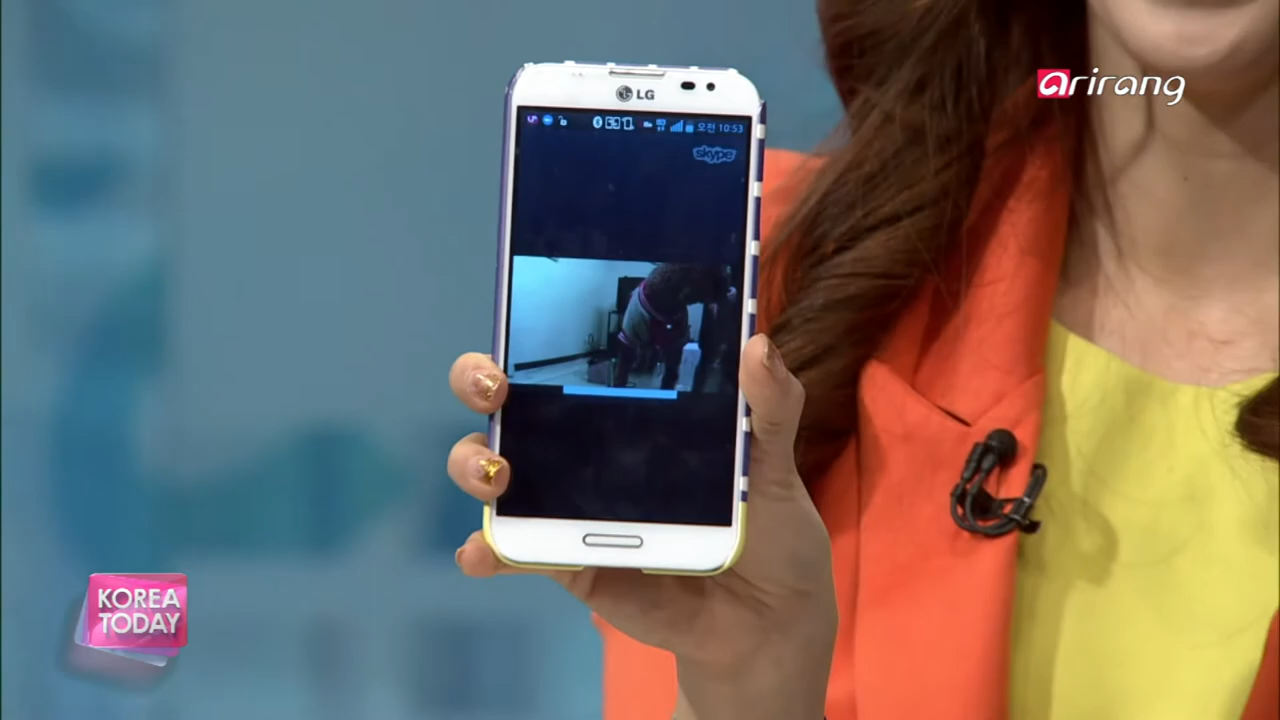 arirang
LG
오전 10:53
skype
KOREA
TODAY